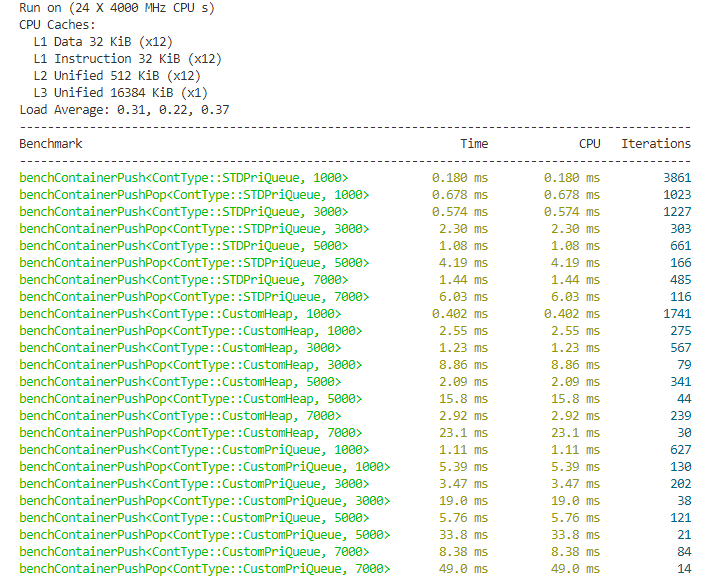 Run on (24 X 4000 MHz CPU s)
CPU Caches:
  L1 Data 32 KiB (x12)
  L1 Instruction 32 KiB (x12)
  L2 Unified 512 KiB (x12)
  L3 Unified 16384 KiB (x1)
Load Average: 0.31, 0.22, 0.37
--------------------------------------------------------------------------------------------
Benchmark Time CPU Iterations
--------------------------------------------------------------------------------------------
benchContainerPush<ContType::STDPriQueue, 1000> 0.180 ms 0.180 ms 3861
benchContainerPushPop<ContType::STDPriQueue, 1000> 0.678 ms 0.678 ms 1023
benchContainerPush<ContType::STDPriQueue, 3000> 0.574 ms 0.574 ms 1227
benchContainerPushPop<ContType::STDPriQueue, 3000> 2.30 ms 2.30 ms 303
benchContainerPush<ContType::STDPriQueue, 5000> 1.08 ms 1.08 ms 661
benchContainerPushPop<ContType::STDPriQueue, 5000> 4.19 ms 4.19 ms 166
benchContainerPush<ContType::STDPriQueue, 7000> 1.44 ms 1.44 ms 485
benchContainerPushPop<ContType::STDPriQueue, 7000> 6.03 ms 6.03 ms 116
benchContainerPush<ContType::CustomHeap, 1000> 0.402 ms 0.402 ms 1741
benchContainerPushPop<ContType::CustomHeap, 1000> 2.55 ms 2.55 ms 275
benchContainerPush<ContType::CustomHeap, 3000> 1.23 ms 1.23 ms 567
benchContainerPushPop<ContType::CustomHeap, 3000> 8.86 ms 8.86 ms 79
benchContainerPush<ContType::CustomHeap, 5000> 2.09 ms 2.09 ms 341
benchContainerPushPop<ContType::CustomHeap, 5000> 15.8 ms 15.8 ms 44
benchContainerPush<ContType::CustomHeap, 7000> 2.92 ms 2.92 ms 239
benchContainerPushPop<ContType::CustomHeap, 7000> 23.1 ms 23.1 ms 30
benchContainerPush<ContType::CustomPriQueue, 1000> 1.11 ms 1.11 ms 627
benchContainerPushPop<ContType::CustomPriQueue, 1000> 5.39 ms 5.39 ms 130
benchContainerPush<ContType::CustomPriQueue, 3000> 3.47 ms 3.47 ms 202
benchContainerPushPop<ContType::CustomPriQueue, 3000> 19.0 ms 19.0 ms 38
benchContainerPush<ContType::CustomPriQueue, 5000> 5.76 ms 5.76 ms 121
benchContainerPushPop<ContType::CustomPriQueue, 5000> 33.8 ms 33.8 ms 21
benchContainerPush<ContType::CustomPriQueue, 7000> 8.38 ms 8.38 ms 84
benchContainerPushPop<ContType::CustomPriQueue, 7000> 49.0 ms 49.0 ms 14